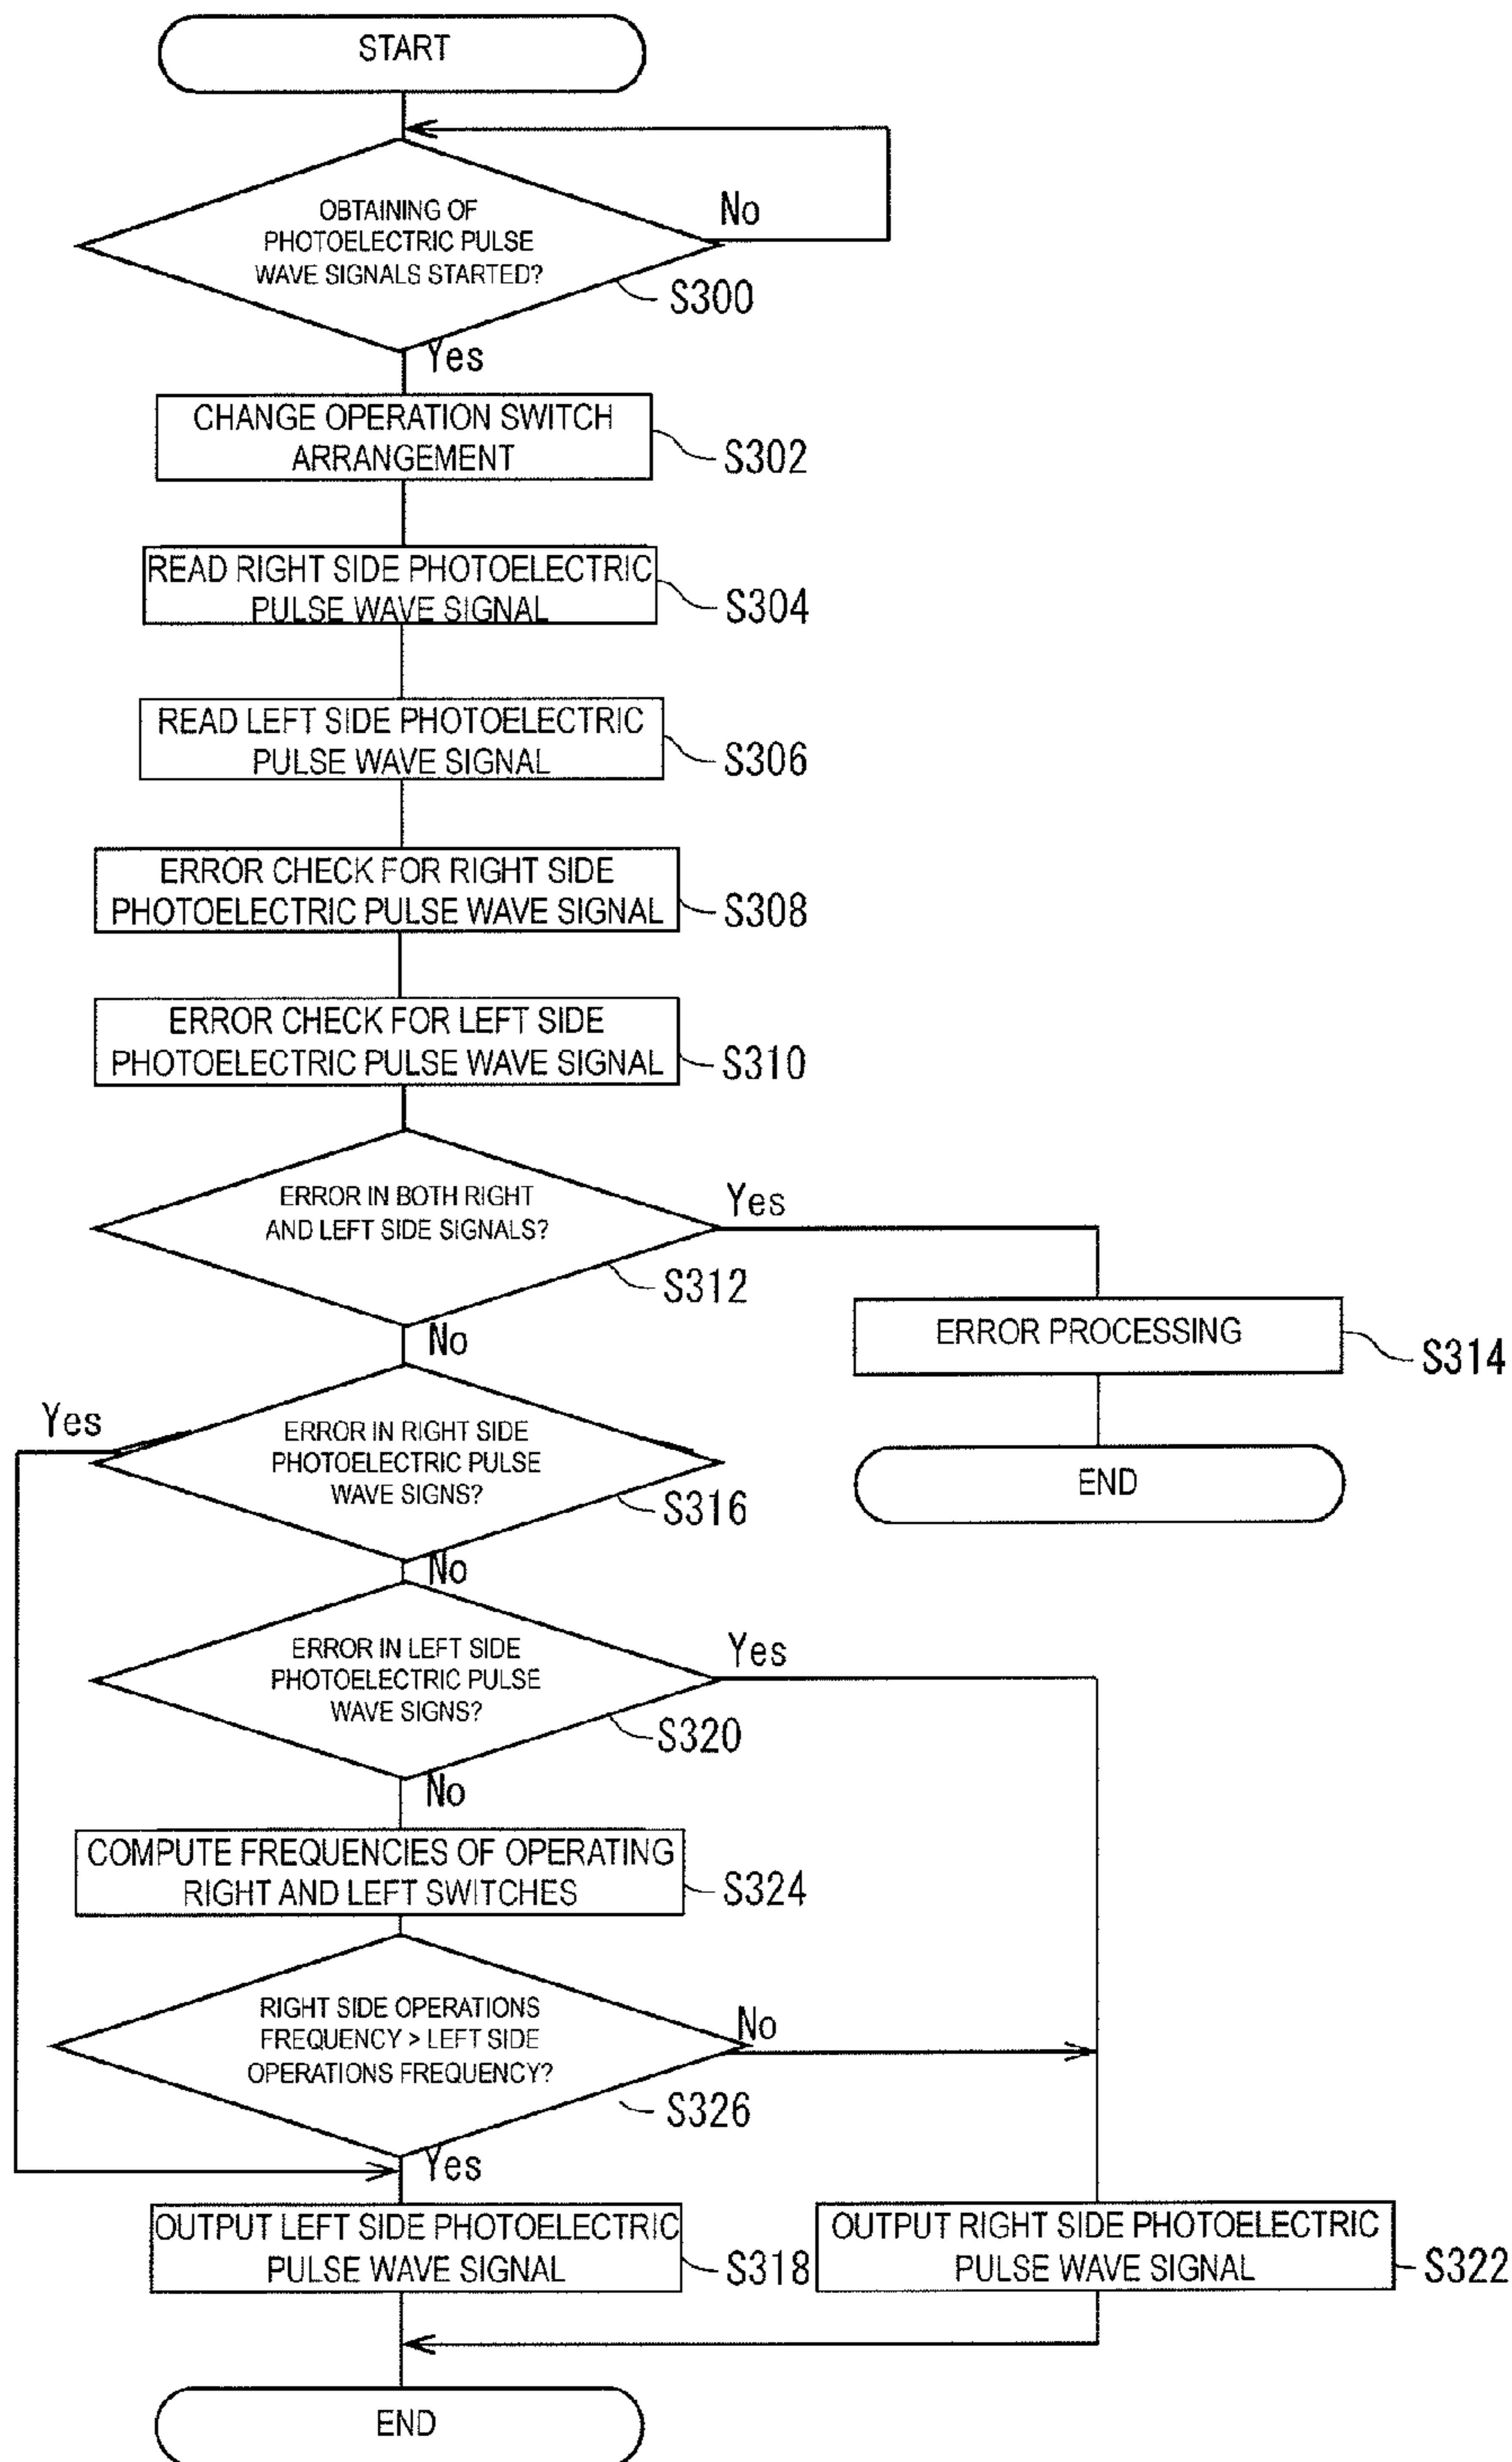 START
OBTAINING OF
PHOTOELECTRIC PULSE
WAVE SIGNALS STARTED?
No
S300
Yes
CHANGE OPERATION SWITCH
ARRANGEMENT
S302
READ RIGHT SIDE PHOTOELECTRIC
PULSE WAVE SIGNAL
S304
READ LEFT SIDE PHOTOELECTRIC
PULSE WAVE SIGNAL
S306
ERROR CHECK FOR RIGHT SIDE
PHOTOELECTRIC PULSE WAVE SIGNAL
S308
ERROR CHECK FOR LEFT SIDE
PHOTOELECTRIC PULSE WAVE SIGNAL
S310
ERROR IN BOTH RIGHT
AND LEFT SIDE SIGNALS?
Yes
S312
No
ERROR PROCESSING
S314
END
Yes
ERROR IN RIGHT SIDE
PHOTOELECTRIC PULSE
WAVE SIGNS?
S316
No
ERROR IN LEFT SIDE
PHOTOELECTRIC PULSE
WAVE SIGNS?
Yes
S320
No
COMPUTE FREQUENCIES OF OPERATING
RIGHT AND LEFT SWITCHES
S324
RIGHT SIDE OPERATIONS
FREQUENCY > LEFT SIDE
OPERATIONS FREQUENCY?
No
S326
Yes
OUTPUT LEFT SIDE PHOTOELECTRIC
PULSE WAVE SIGNAL
S318
OUTPUT RIGHT SIDE PHOTOELECTRIC
PULSE WAVE SIGNAL
S322
END